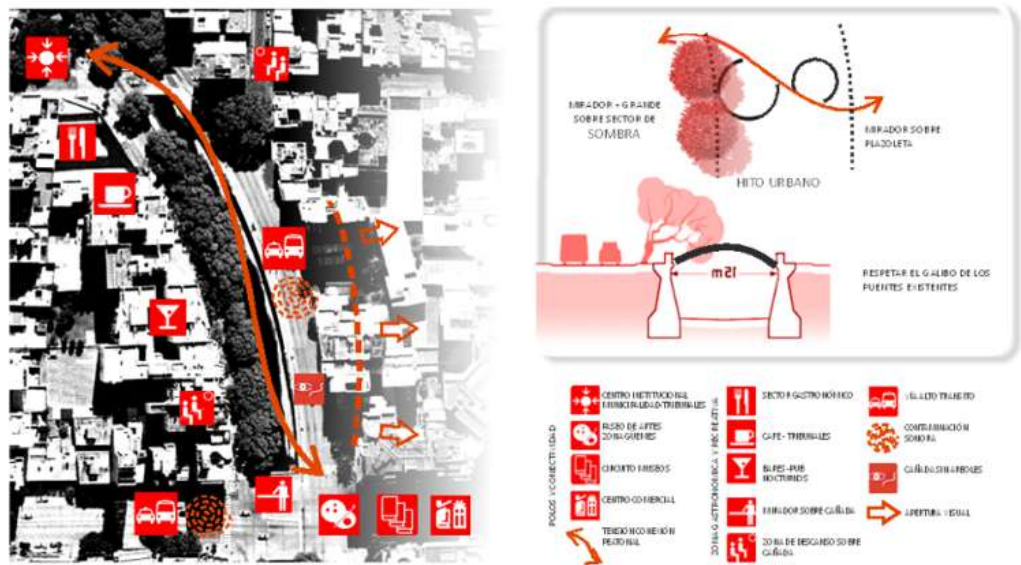 MIRADOR + GRANDE
SOBRE SECTOR DE
SOMBRA
MIRADOR SOBRE
PLAZOLETA
HITO URBANO
15m
RESPETAR EL GALIBO DE LOS
PUENTES EXISTENTES
POLOS Y CONECTIVIDAD
CENTRO INSTITUCIONAL
MUNICIPALIDAD-TRIBUNALES
PASEO DE ARTES
ZONA GUEMES
CIRCUITO MUSEOS
CENTRO COMERCIAL
TENSION CONEXIÓN
PEATONAL
ZONA GASTRONÓMICA Y RECREATIVA
SECTOR GASTRONÓMICO
CAFE - TRIBUNALES
BARES - PUB
NOCTURNOS
MIRADOR SOBRE CAÑADA
ZONA DE DESCANSO SOBRE
CAÑADA
VIA ALTO TRANSITO
CONTAMINACIÓN
SONORA
CAÑADA SIN ARBOLES
APERTURA VISUAL